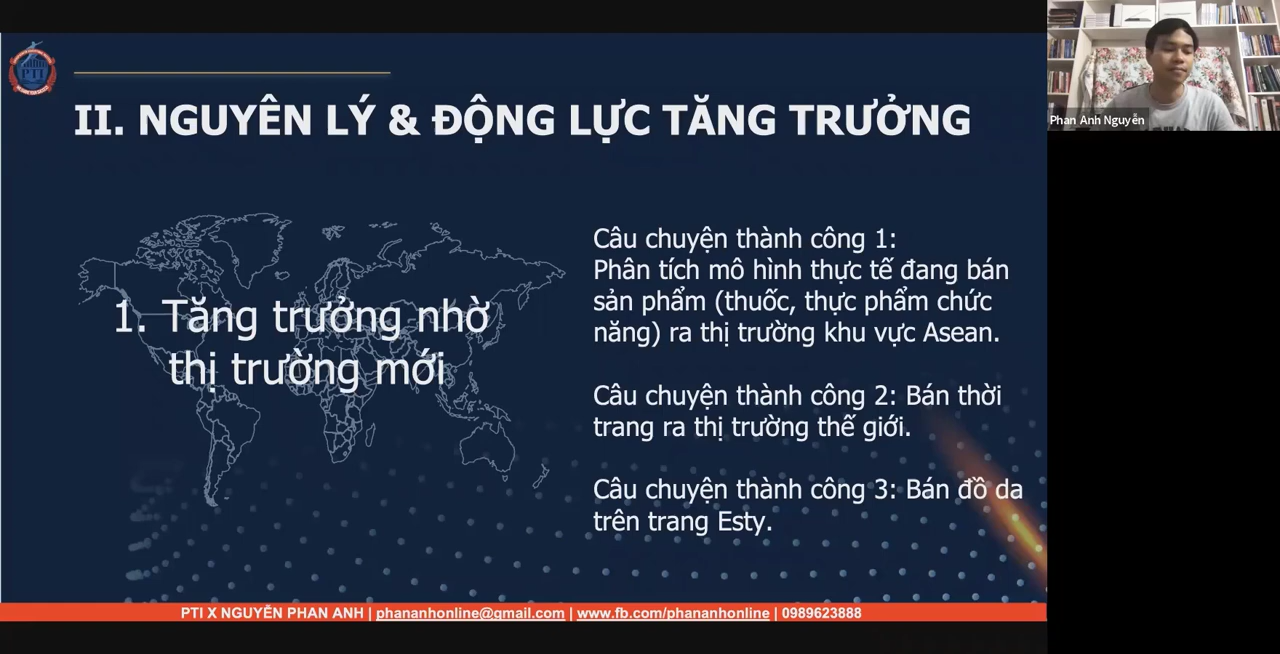 PTI
II. NGUYÊN LÝ & ĐỘNG LỰC TĂNG TRƯỞNG
1. Tăng trưởng nhờ
thị trường mới
Câu chuyện thành công 1:
Phân tích mô hình thực tế đang bán
sản phẩm (thuốc, thực phẩm chức
năng) ra thị trường khu vực Asean.
Câu chuyện thành công 2: Bán thời
trang ra thị trường thế giới.
Câu chuyện thành công 3: Bán đồ da
trên trang Esty.
PTI X NGUYỄN PHAN ANH | phananhonline@gmail.com | www.fb.com/phananhonline | 0989623888
Phan Anh Nguyễn